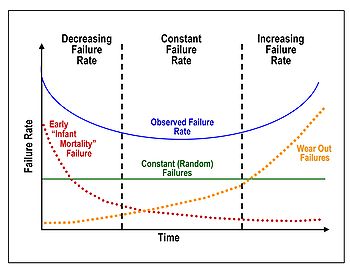 Decreasing
Failure
Rate
Constant
Failure
Rate
Increasing
Failure
Rate
Early
"Infant
Mortality"
Failure
Observed Failure
Rate
Constant (Random)
Failures
Wear Out
Failures
Failure Rate
Time